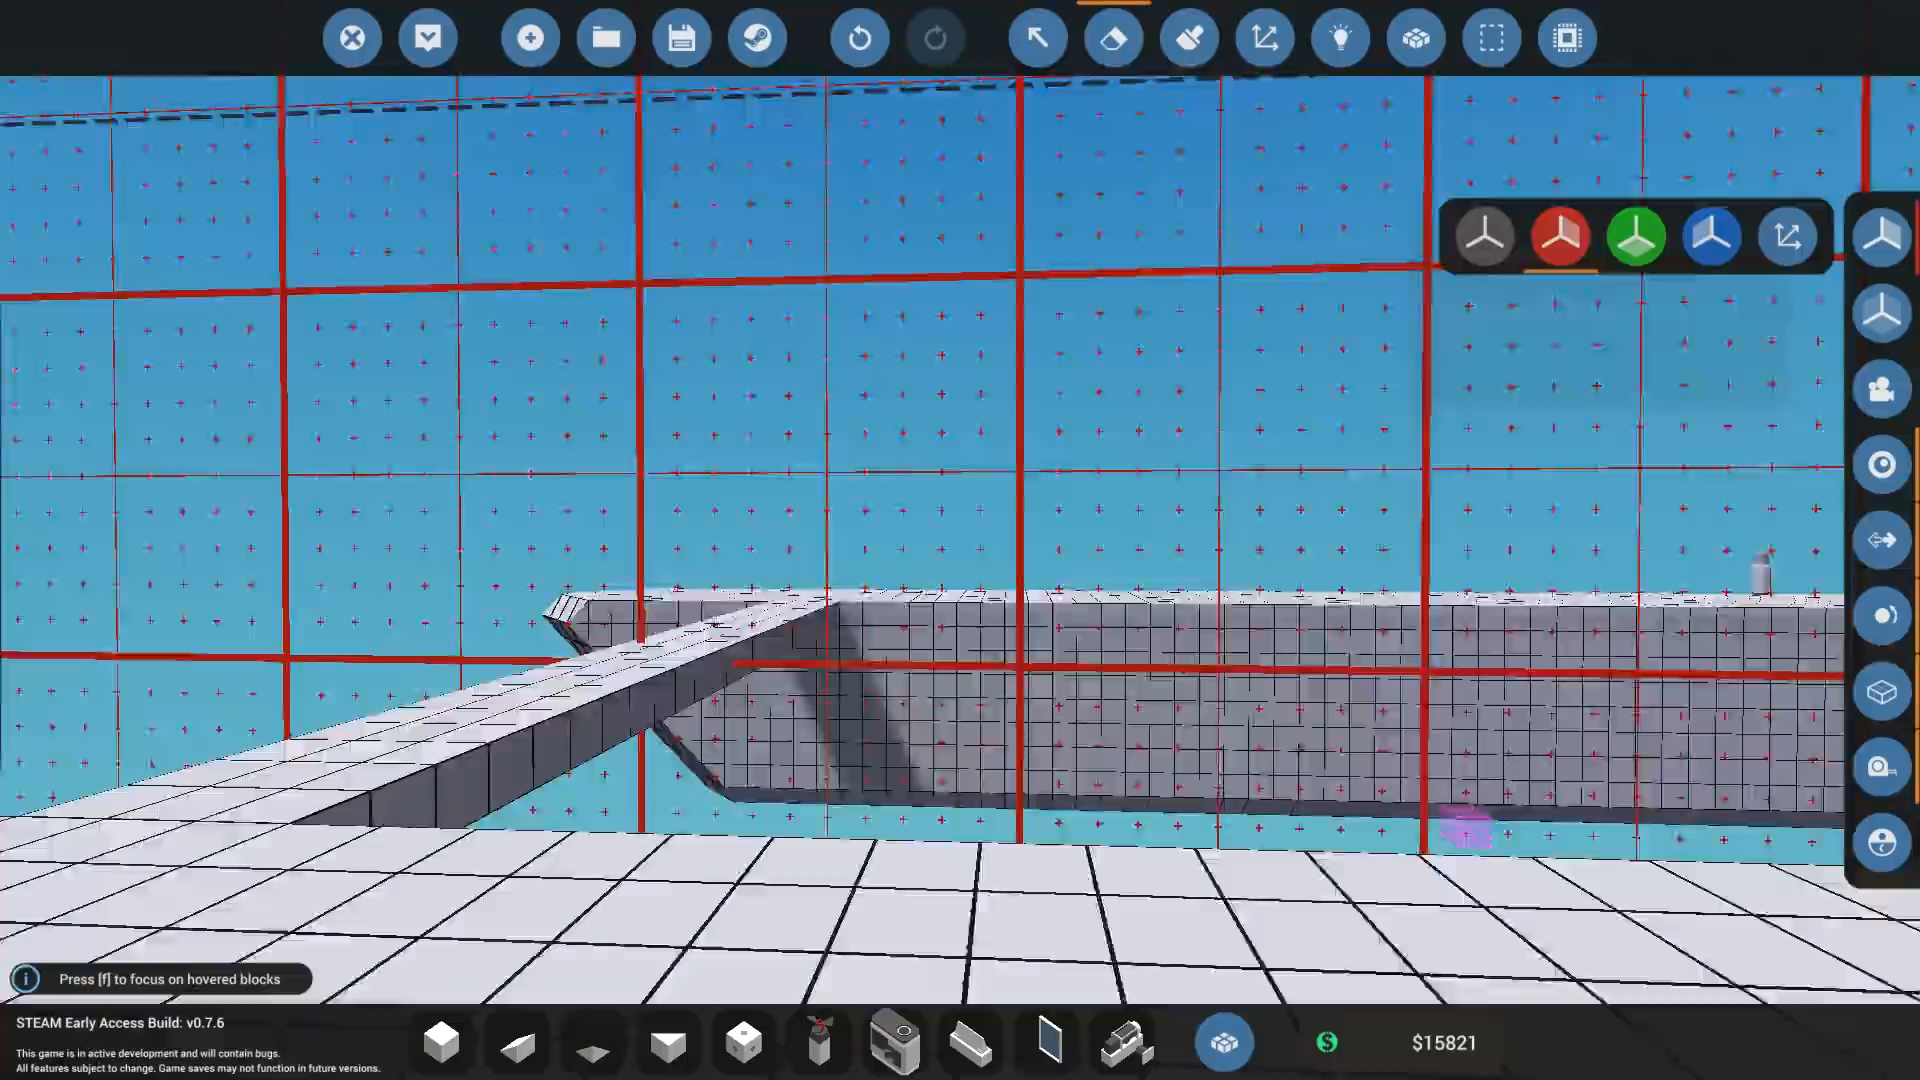 Press [f] to focus on hovered blocks
STEAM Early Access Build: v0.7.6
This game is in active development and will contain bugs.
All features subject to change. Game saves may not function in future versions.
$15821